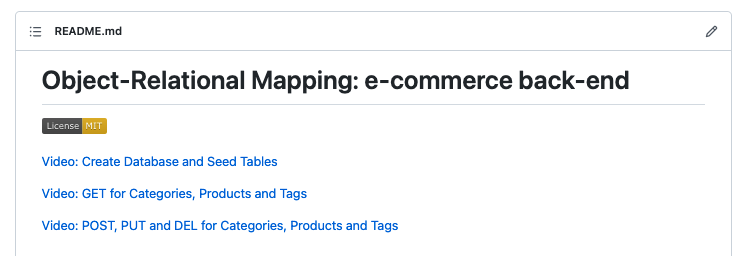 README.md
Object-Relational Mapping: e-commerce back-end
License MIT
Video: Create Database and Seed Tables
Video: GET for Categories, Products and Tags
Video: POST, PUT and DEL for Categories, Products and Tags